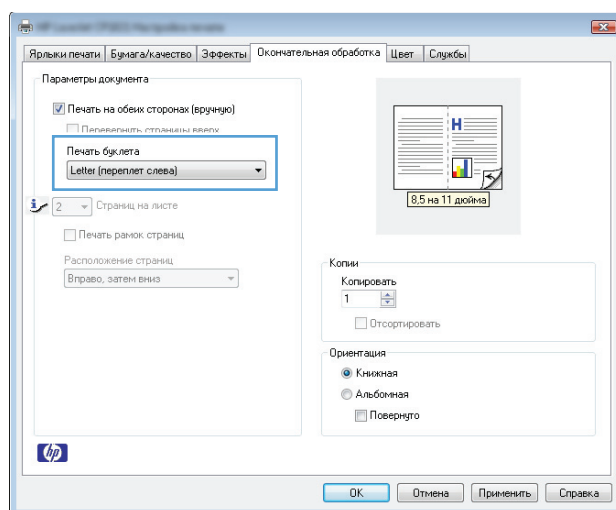 Ярлыки печати Бумага/качество Эффекты Окончательная обработка Цвет Службы
Параметры документа
Печать на обеих сторонах (вручную)
Перевернуть страницы вверх
Печать буклета
Letter (переплет слева)
2 Страниц на листе
Печать рамок страниц
Расположение страниц
Вправо, затем вниз
H
8,5 на 11 дюйма
Копии
Копировать
1
Отсортировать
Ориентация
Книжная
Альбомная
Повернуто
hp
OK Отмена Применить Справка